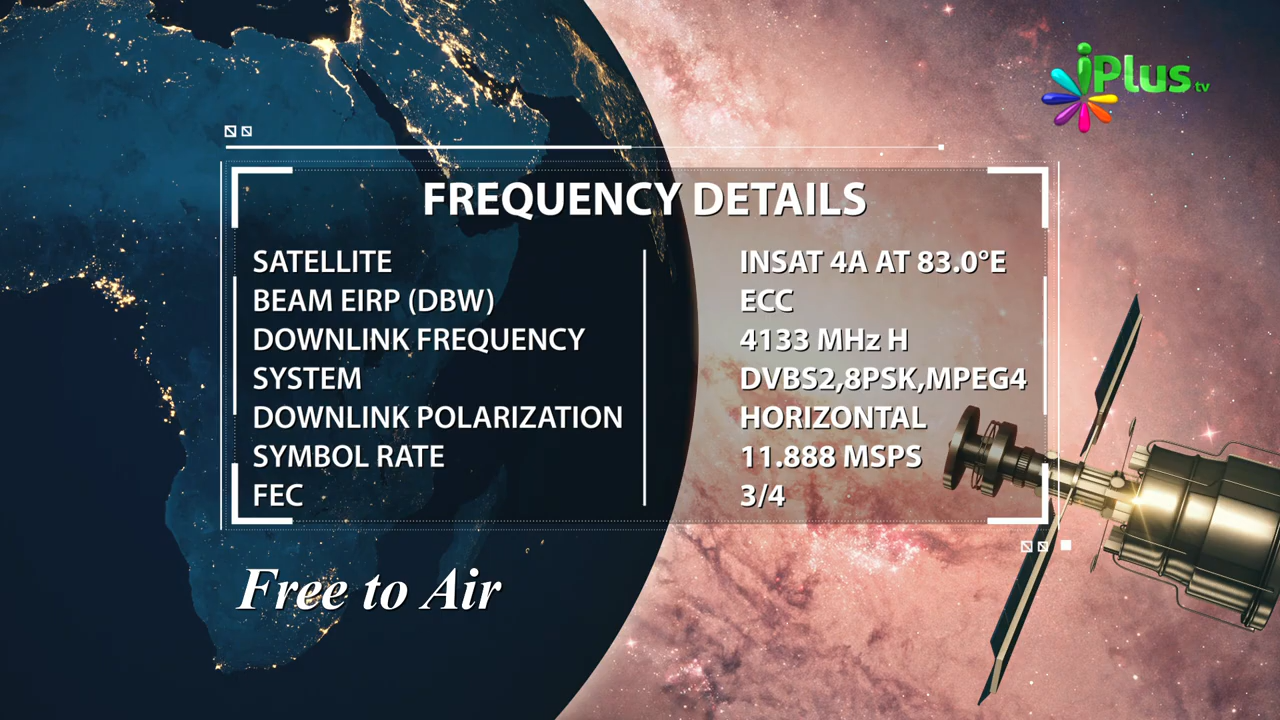 iPlus tv
FREQUENCY DETAILS
SATELLITE INSAT 4A AT 83.0°E
BEAM EIRP (DBW) ECC
DOWNLINK FREQUENCY 4133 MHz H
SYSTEM DVBS2,8PSK,MPEG4
DOWNLINK POLARIZATION HORIZONTAL
SYMBOL RATE 11.888 MSPS
FEC 3/4
Free to Air